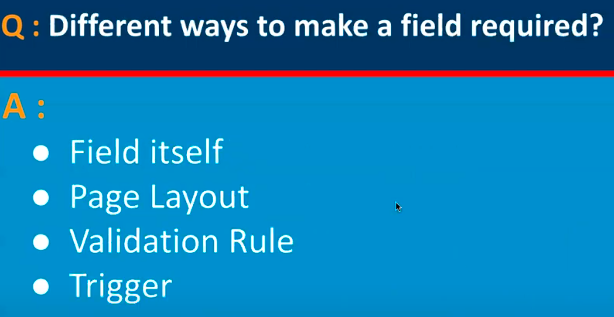 Q : Different ways to make a field required?
A :
● Field itself
● Page Layout
● Validation Rule
● Trigger